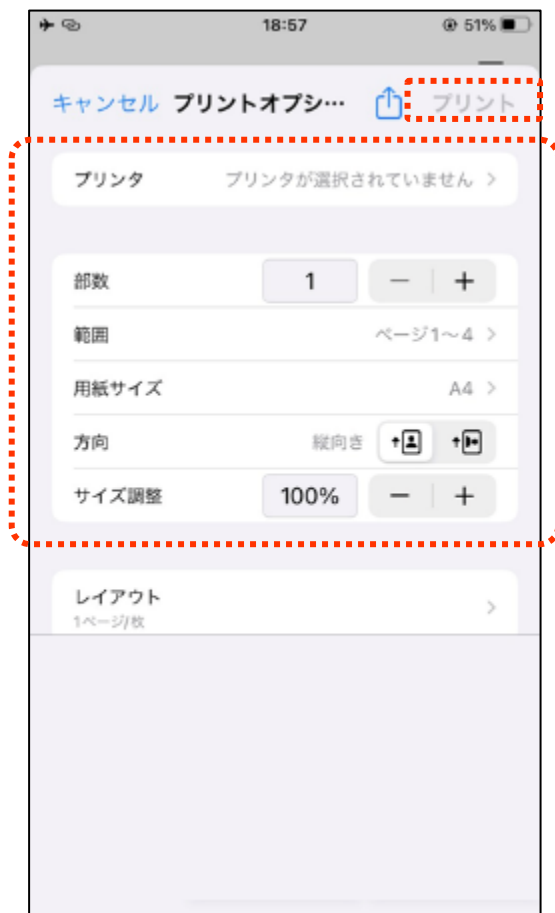 18:57
51%
キャンセル プリントオプシ… プリント
プリンタ プリンタが選択されていません
部数 1 − +
範囲 ページ1〜4
用紙サイズ A4
方向 縦向き
サイズ調整 100% − +
レイアウト
1ページ/枚